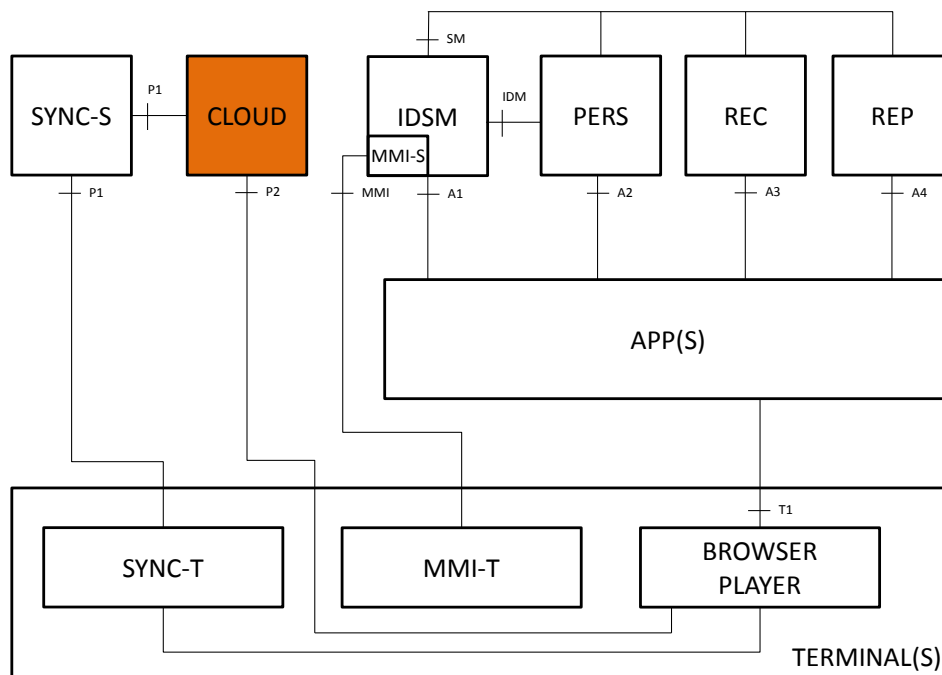 SM
P1
IDM
SYNC-S
CLOUD
IDSM
PERS
REC
REP
MMI-S
P1
P2
MMI
A1
A2
A3
A4
APP(S)
T1
SYNC-T
MMI-T
BROWSER
PLAYER
TERMINAL(S)